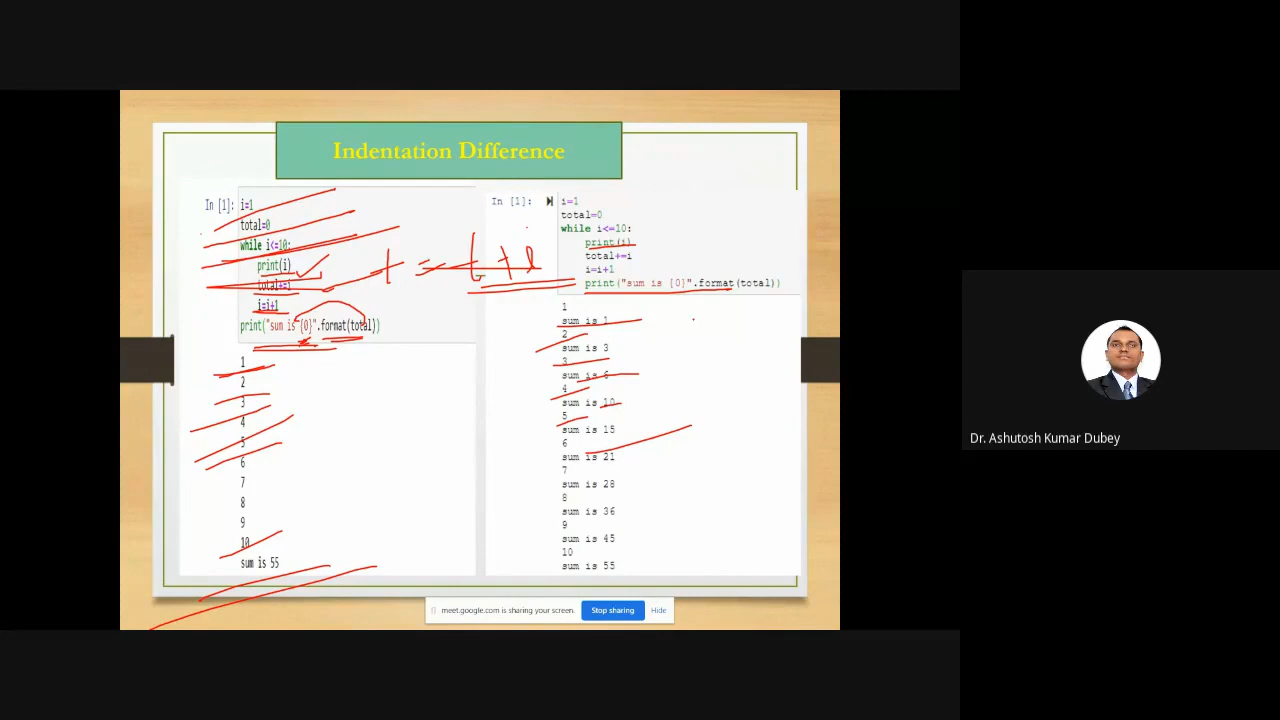 Indentation Difference
In [1]:
i=1
total=0
while i<=10:
print(i)
total+=i
i=i+1
print("sum is {0}".format(total))
1
2
3
4
5
6
7
8
9
10
sum is 55
t = t + i
In [1]:
i=1
total=0
while i<=10:
print(i)
total+=i
i=i+1
print("sum is {0}".format(total))
1
sum is 1
2
sum is 3
3
sum is 6
4
sum is 10
5
sum is 15
6
sum is 21
7
sum is 28
8
sum is 36
9
sum is 45
10
sum is 55
meet.google.com is sharing your screen. Stop sharing Hide
Dr. Ashutosh Kumar Dubey